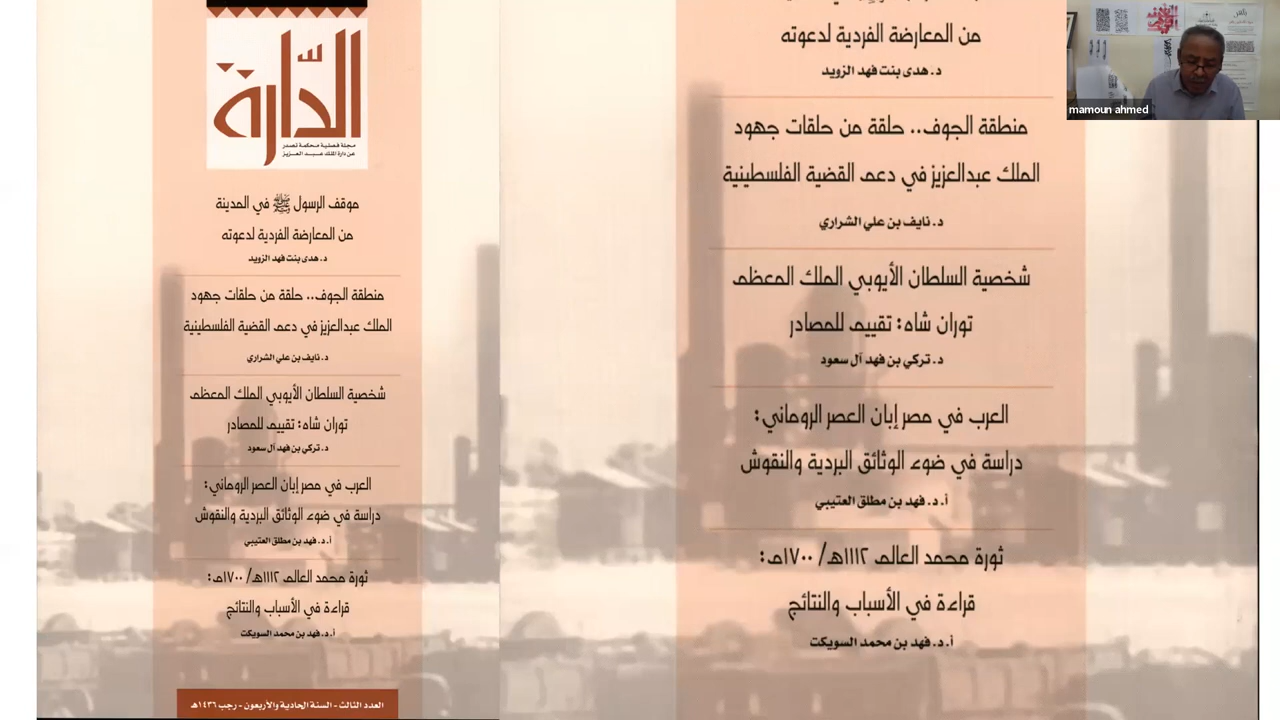 الدارة
مجلة فصلية محكمة تصدر
عن دارة الملك عبدالعزيز
موقف الرسول ﷺ في المدينة
من المعارضة الفردية لدعوته
د. هدى بنت فهد الزويد
منطقة الجوف.. حلقة من حلقات جهود
الملك عبدالعزيز في دعم القضية الفلسطينية
د. نايف بن علي الشراري
شخصية السلطان الأيوبي الملك المعظم
توران شاه: تقييم للمصادر
د. تركي بن فهد آل سعود
العرب في مصر إبان العصر الروماني:
دراسة في ضوء الوثائق البردية والنقوش
أ. د. فهد بن مطلق العتيبي
ثورة محمد العالم ١١١٢هـ/ ١٧٠٠م:
قراءة في الأسباب والنتائج
أ. د. فهد بن محمد السويكت
العدد الثالث - السنة الحادية والأربعون - رجب ١٤٣٦هـ
من المعارضة الفردية لدعوته
د. هدى بنت فهد الزويد
منطقة الجوف.. حلقة من حلقات جهود
الملك عبدالعزيز في دعم القضية الفلسطينية
د. نايف بن علي الشراري
شخصية السلطان الأيوبي الملك المعظم
توران شاه: تقييم للمصادر
د. تركي بن فهد آل سعود
العرب في مصر إبان العصر الروماني:
دراسة في ضوء الوثائق البردية والنقوش
أ. د. فهد بن مطلق العتيبي
ثورة محمد العالم ١١١٢هـ/ ١٧٠٠م:
قراءة في الأسباب والنتائج
أ. د. فهد بن محمد السويكت
mamoun ahmed